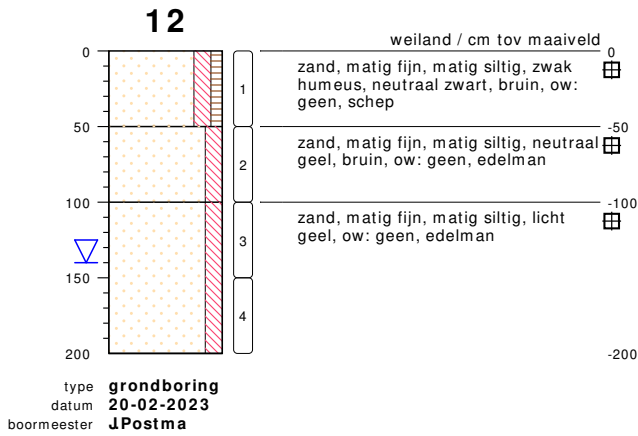 12
weiland / cm tov maaiveld
0
0
zand, matig fijn, matig siltig, zwak
humeus, neutraal zwart, bruin, ow:
geen, schep
1
50
-50
zand, matig fijn, matig siltig, neutraal
geel, bruin, ow: geen, edelman
2
100
-100
zand, matig fijn, matig siltig, licht
geel, ow: geen, edelman
3
150
4
200
-200
type grondboring
datum 20-02-2023
boormeester J.Postma